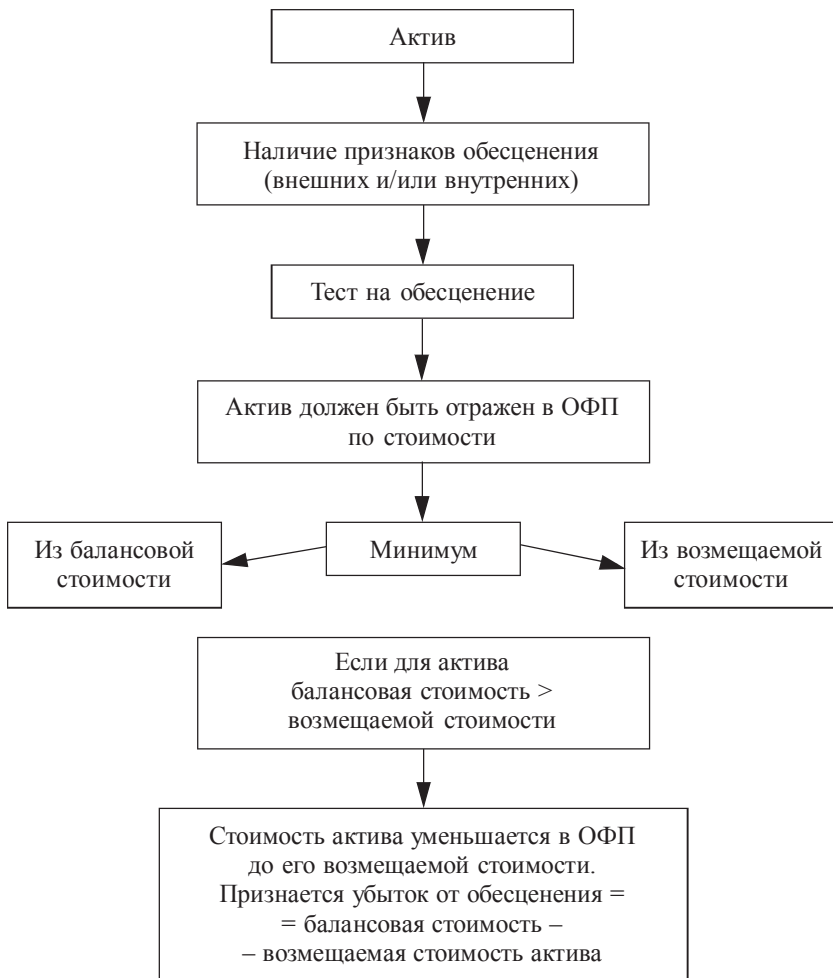 Актив
Наличие признаков обесценения
(внешних и/или внутренних)
Тест на обесценение
Актив должен быть отражен в ОФП
по стоимости
Из балансовой
стоимости
Минимум
Из возмещаемой
стоимости
Если для актива
балансовая стоимость >
возмещаемой стоимости
Стоимость актива уменьшается в ОФП
до его возмещаемой стоимости.
Признается убыток от обесценения =
= балансовая стоимость –
– возмещаемая стоимость актива